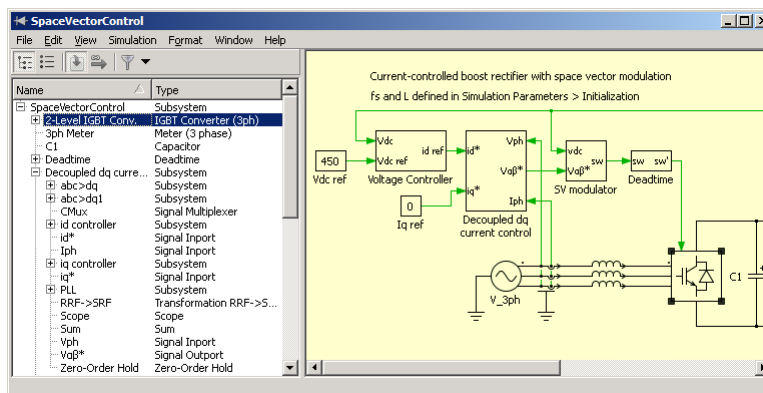 SpaceVectorControl
File Edit View Simulation Format Window Help
Name Type
SpaceVectorControl Subsystem
2-Level IGBT Conv. IGBT Converter (3ph)
3ph Meter Meter (3 phase)
C1 Capacitor
Deadtime Deadtime
Decoupled dq curre... Subsystem
abc>dq Subsystem
abc>dq1 Subsystem
CMux Signal Multiplexer
id controller Subsystem
id* Signal Inport
Iph Signal Inport
iq controller Subsystem
iq* Signal Inport
PLL Subsystem
RRF->SRF Transformation RRF->S...
Scope Scope
Sum Sum
Vph Signal Inport
Vαβ* Signal Outport
Zero-Order Hold Zero-Order Hold
Current-controlled boost rectifier with space vector modulation
fs and L defined in Simulation Parameters > Initialization
450
Vdc ref
Vdc
Vdc ref
id ref
Voltage Controller
0
Iq ref
id*
iq*
Vph
Vαβ*
Iph
Decoupled dq
current control
vdc
Vαβ*
sw
SV modulator
sw sw'
Deadtime
V_3ph
C1